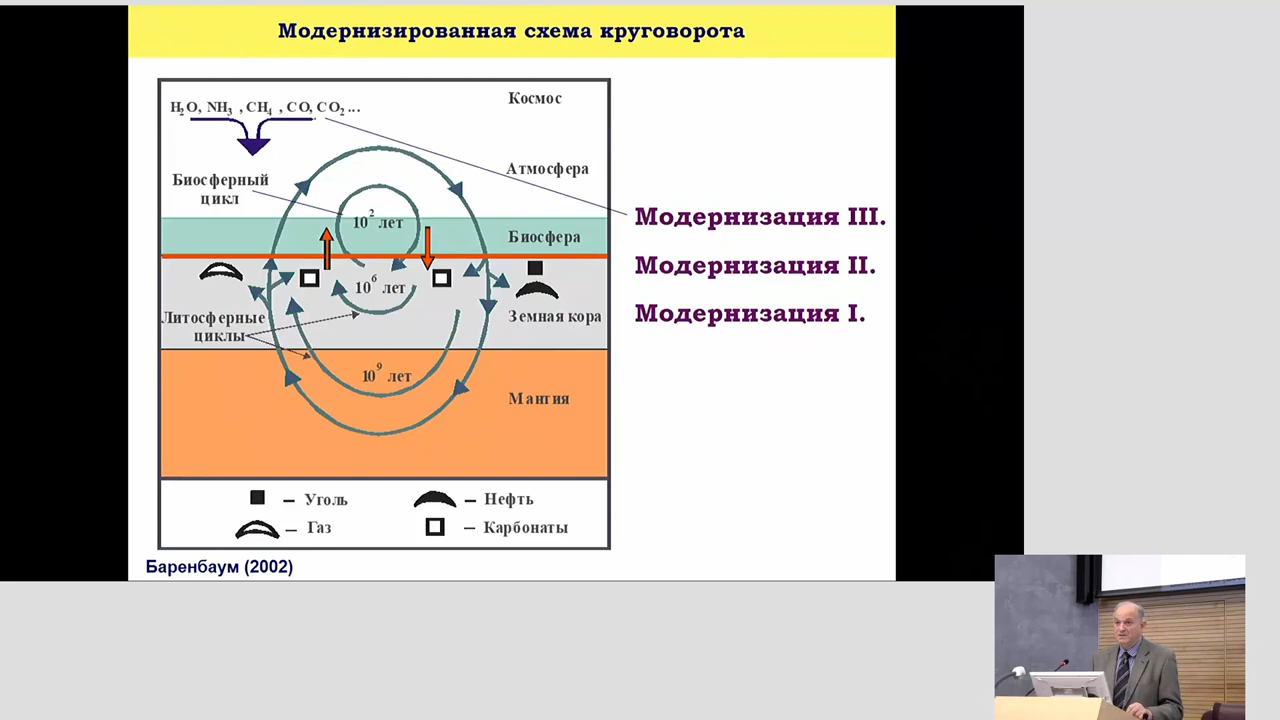 Модернизированная схема круговорота
H₂O, NH₃ , CH₄ , CO, CO₂ ...
Космос
Атмосфера
Биосферный
цикл
10² лет
Биосфера
10⁶ лет
Литосферные
циклы
Земная кора
10⁹ лет
Мантия
– Уголь
– Нефть
– Газ
– Карбонаты
Модернизация III.
Модернизация II.
Модернизация I.
Баренбаум (2002)